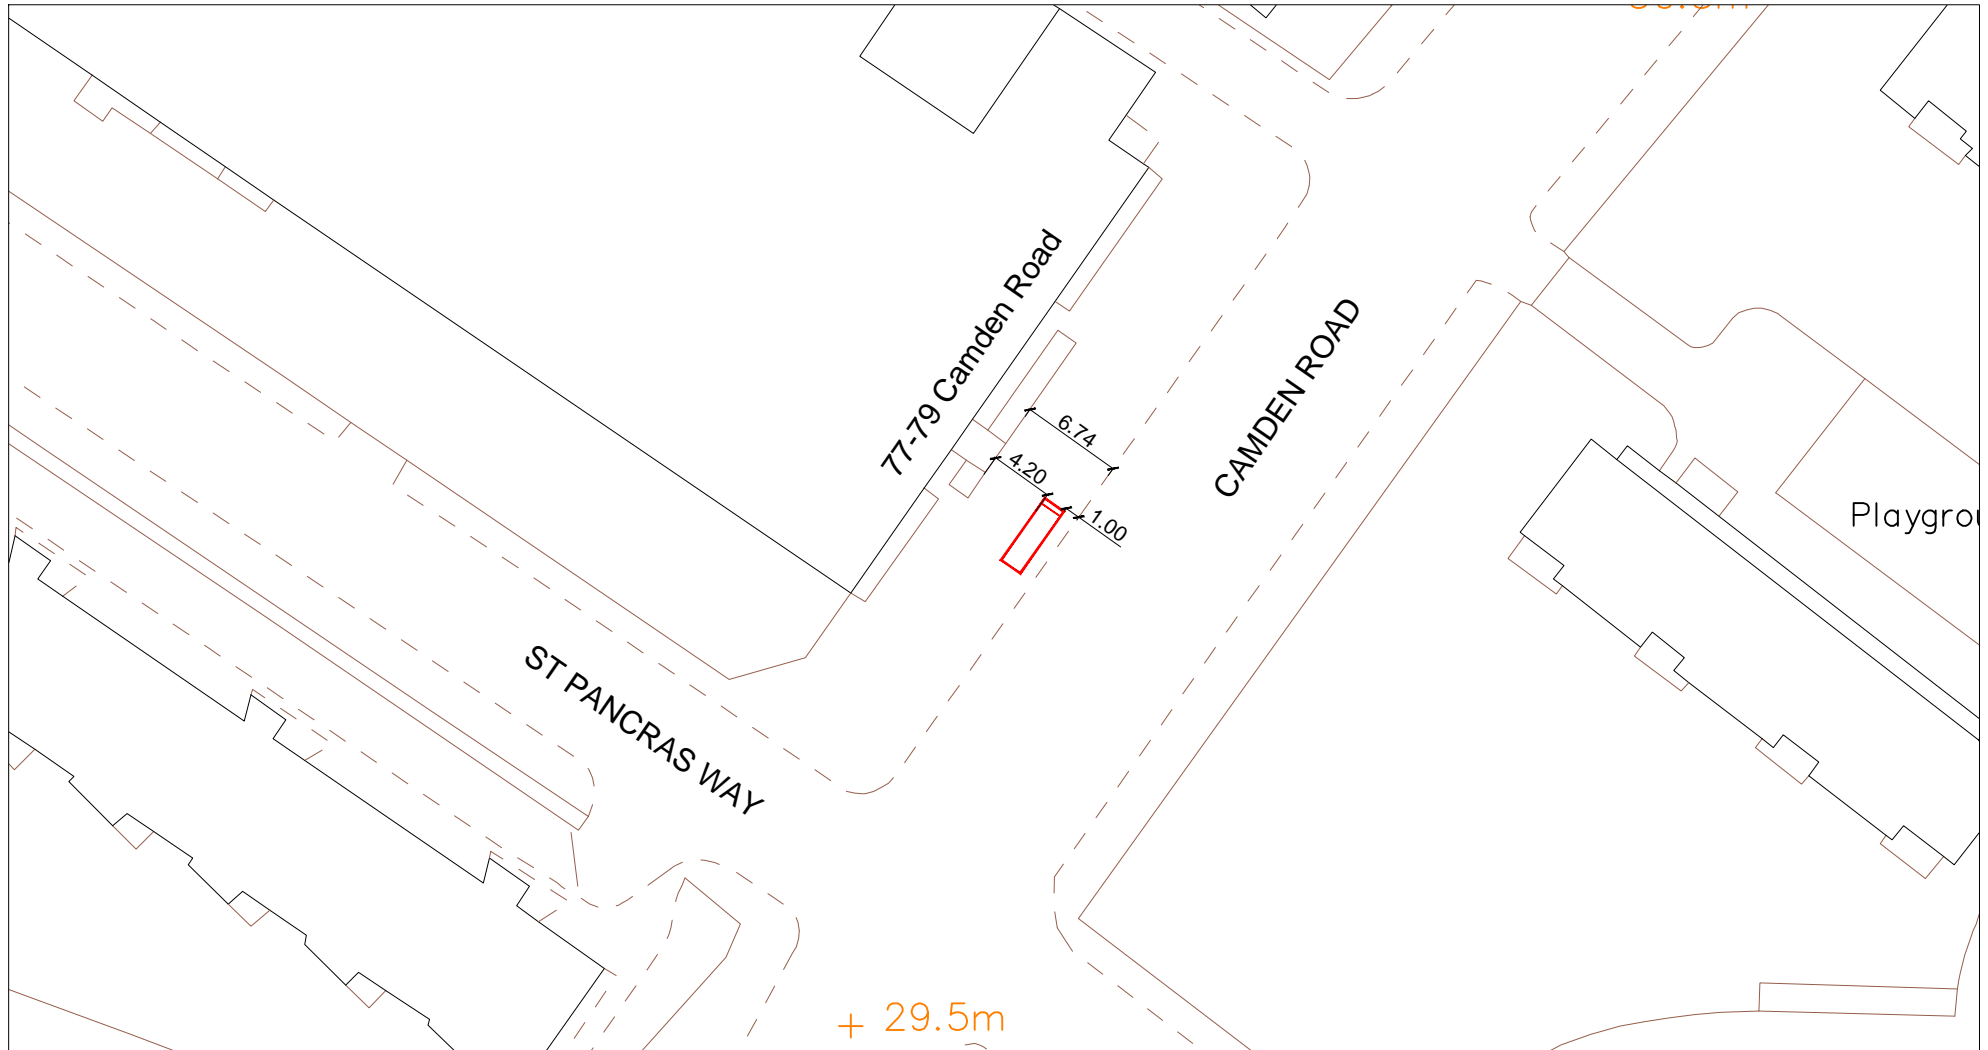 77-79 Camden Road
CAMDEN ROAD
6.74
4.20
1.00
Playgrou
ST PANCRAS WAY
+ 29.5m